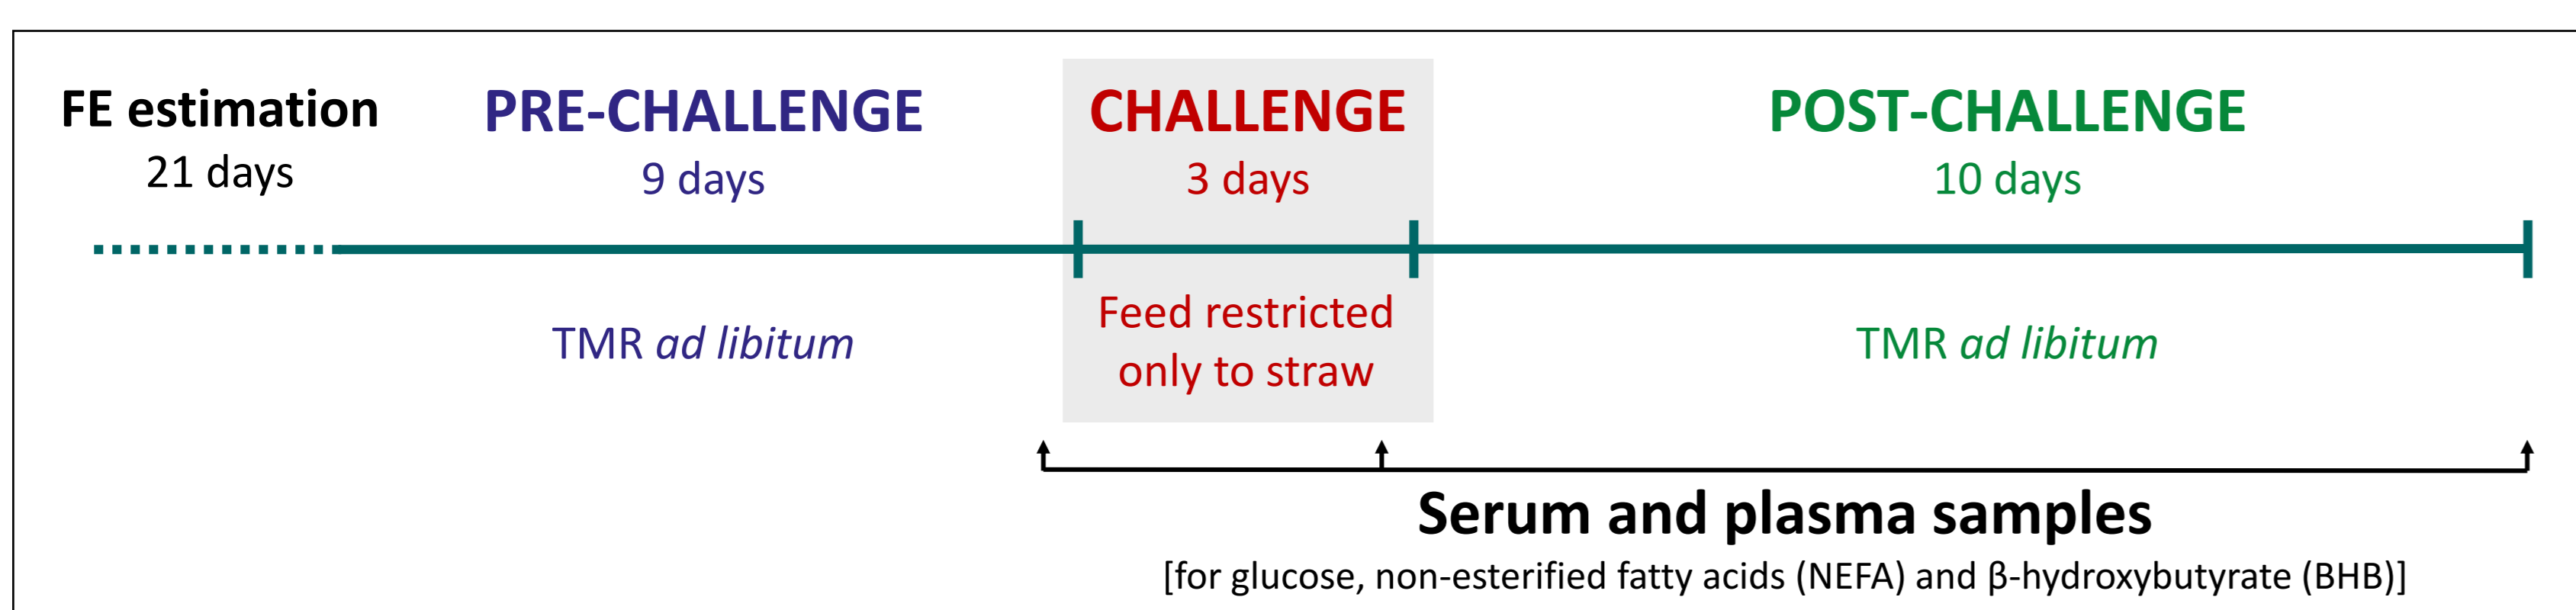 FE estimation
21 days
PRE-CHALLENGE
9 days
CHALLENGE
3 days
POST-CHALLENGE
10 days
TMR ad libitum
Feed restricted
only to straw
TMR ad libitum
Serum and plasma samples
[for glucose, non-esterified fatty acids (NEFA) and β-hydroxybutyrate (BHB)]